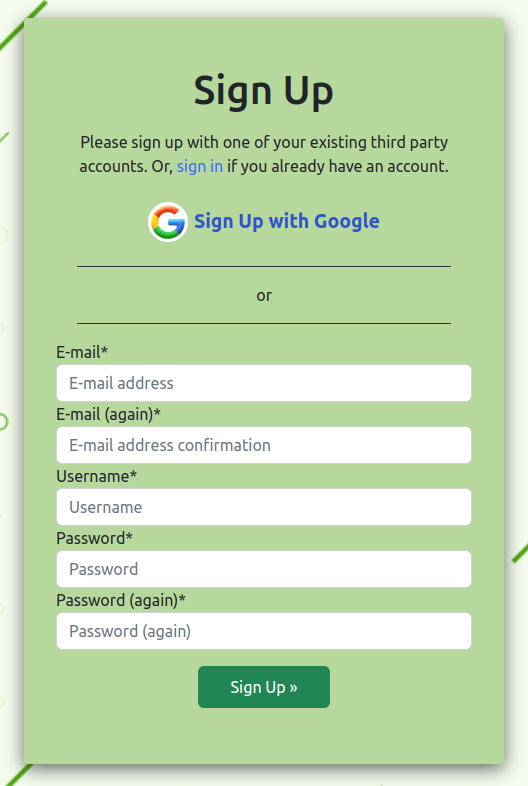 Sign Up
Please sign up with one of your existing third party
accounts. Or, sign in if you already have an account.
Sign Up with Google
or
E-mail*
E-mail address
E-mail (again)*
E-mail address confirmation
Username*
Username
Password*
Password
Password (again)*
Password (again)
Sign Up »